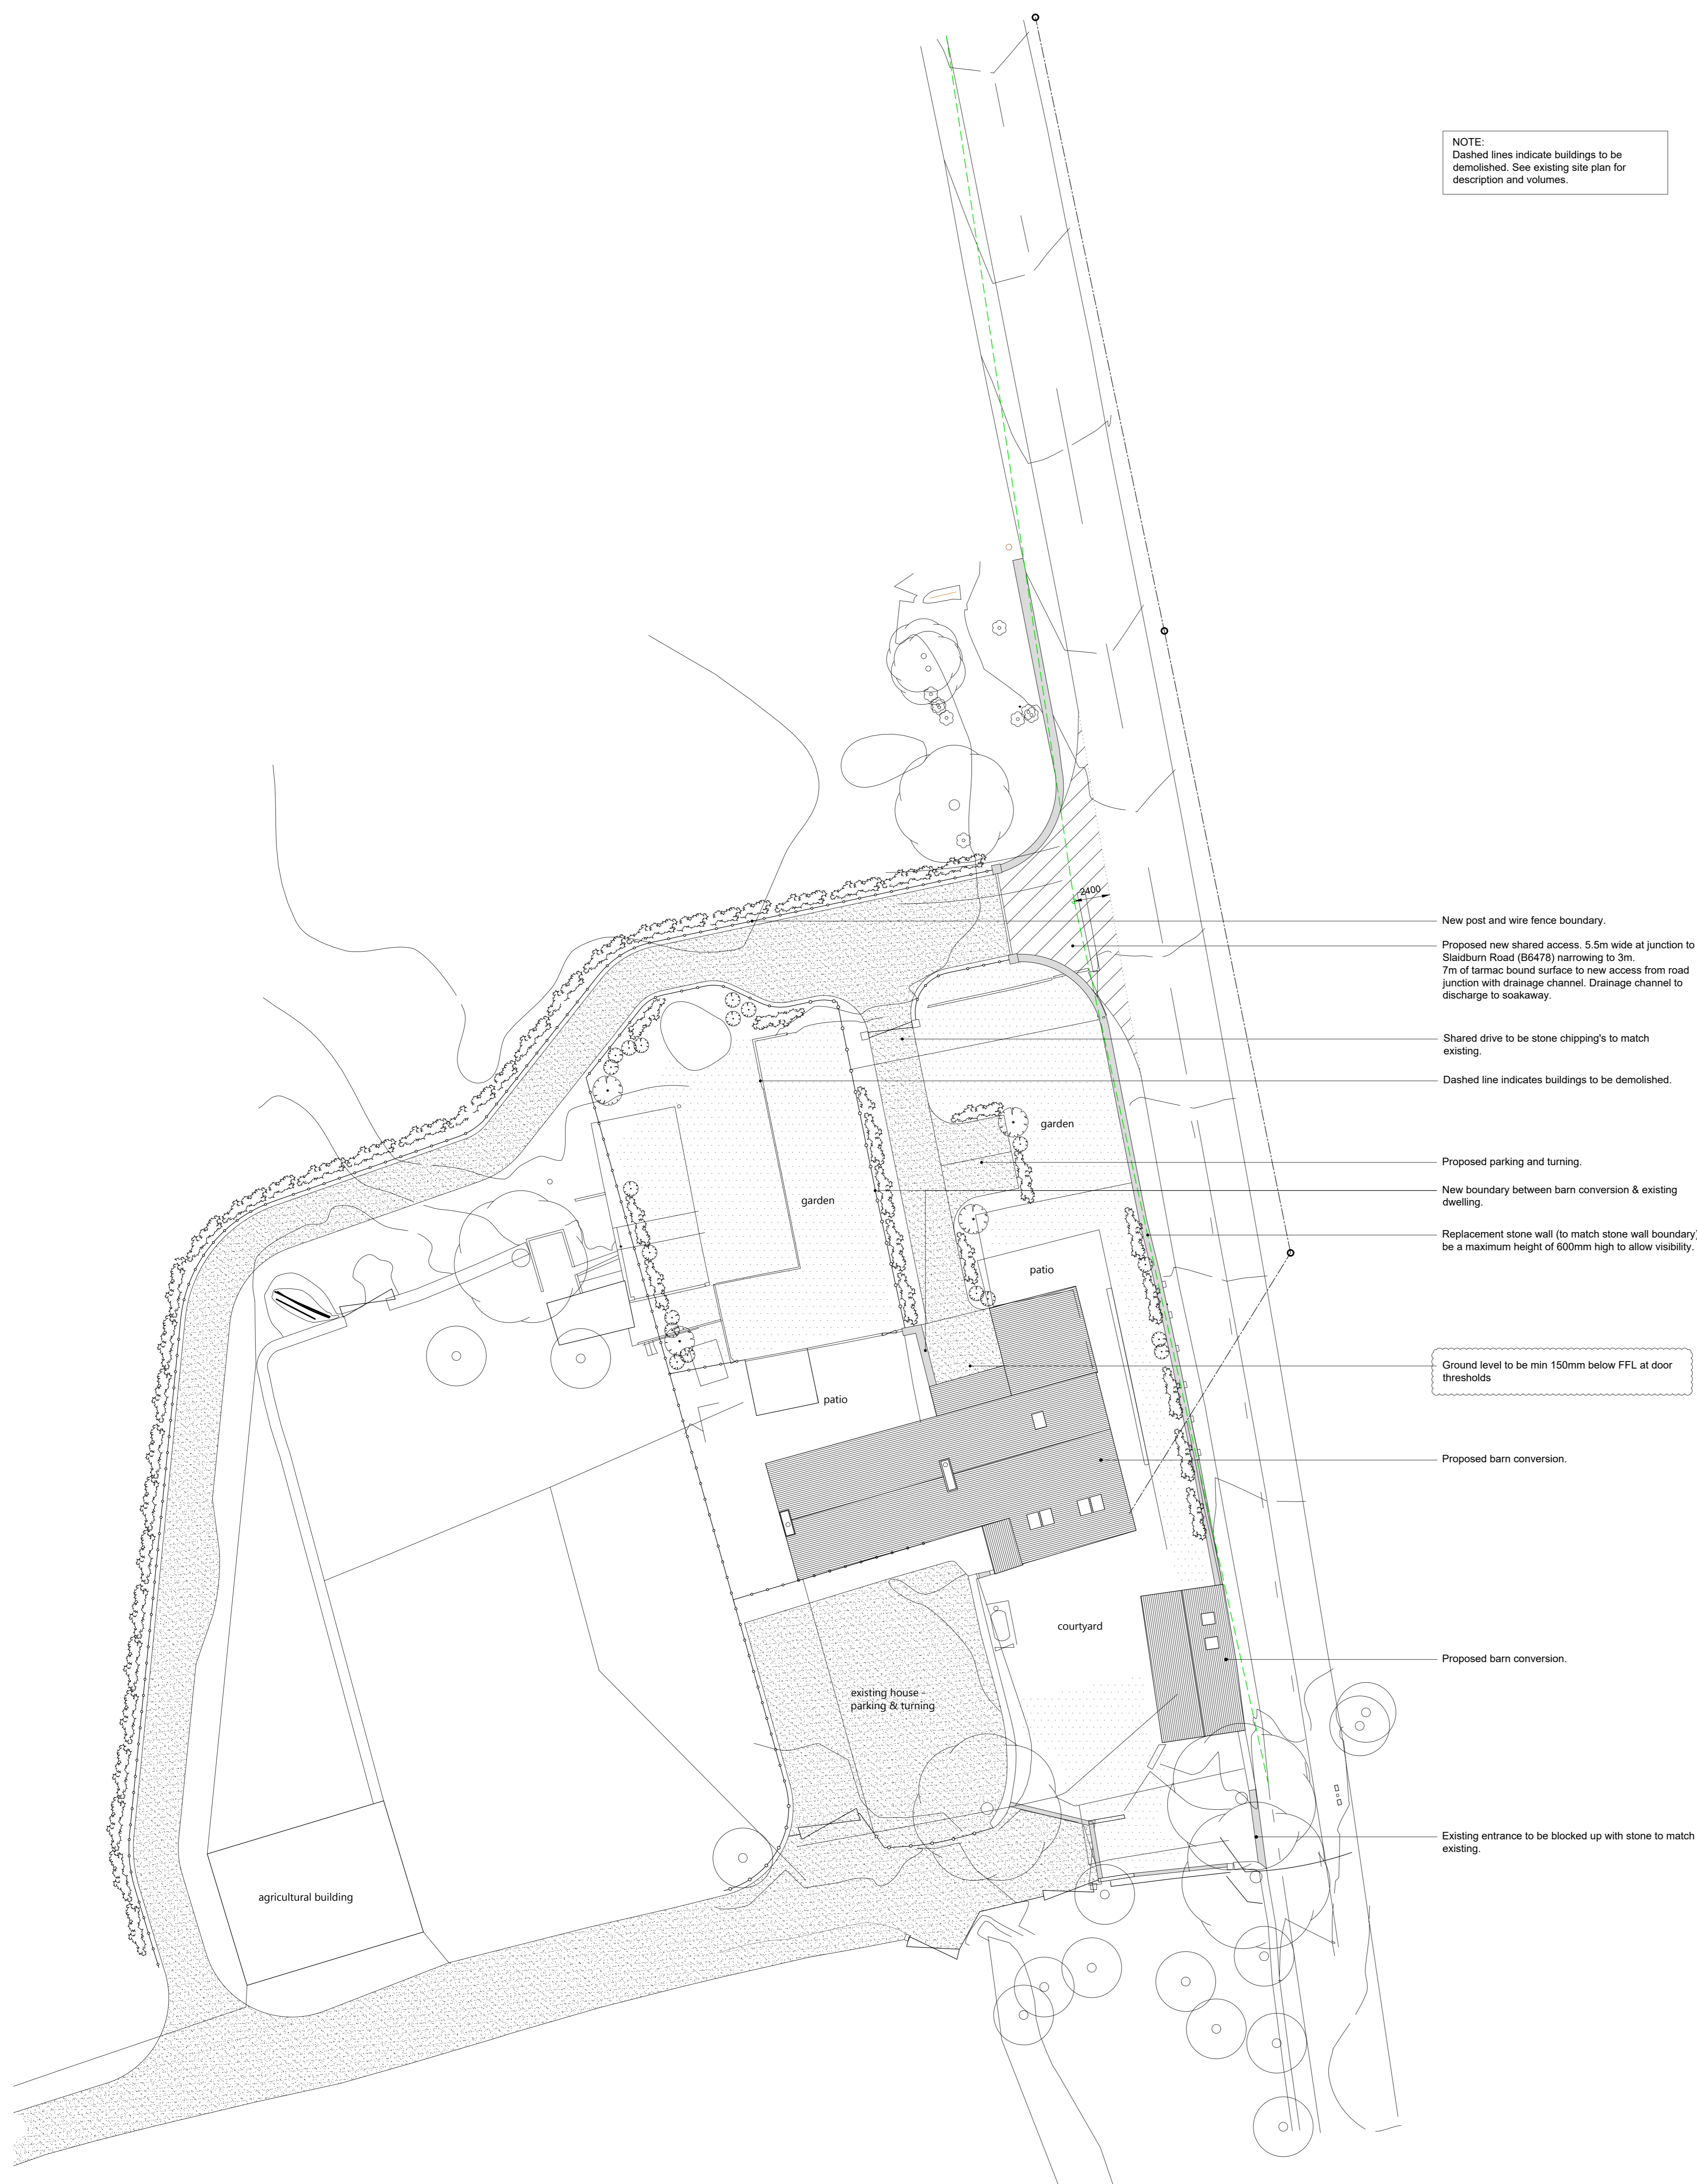 NOTE:
Dashed lines indicate buildings to be
demolished. See existing site plan for
description and volumes.
2400
New post and wire fence boundary.
Proposed new shared access. 5.5m wide at junction to
Slaidburn Road (B6478) narrowing to 3m.
7m of tarmac bound surface to new access from road
junction with drainage channel. Drainage channel to
discharge to soakaway.
Shared drive to be stone chipping's to match
existing.
Dashed line indicates buildings to be demolished.
garden
Proposed parking and turning.
New boundary between barn conversion & existing
dwelling.
garden
Replacement stone wall (to match stone wall boundary)
be a maximum height of 600mm high to allow visibility.
patio
Ground level to be min 150mm below FFL at door
thresholds
patio
Proposed barn conversion.
courtyard
Proposed barn conversion.
existing house -
parking & turning
Existing entrance to be blocked up with stone to match
existing.
agricultural building